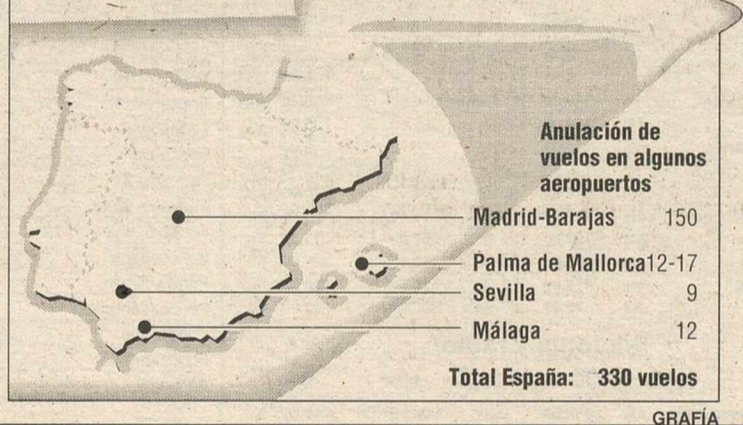 Anulación de
vuelos en algunos
aeropuertos
Madrid-Barajas 150
Palma de Mallorca 12-17
Sevilla 9
Málaga 12
Total España: 330 vuelos
GRAFÍA